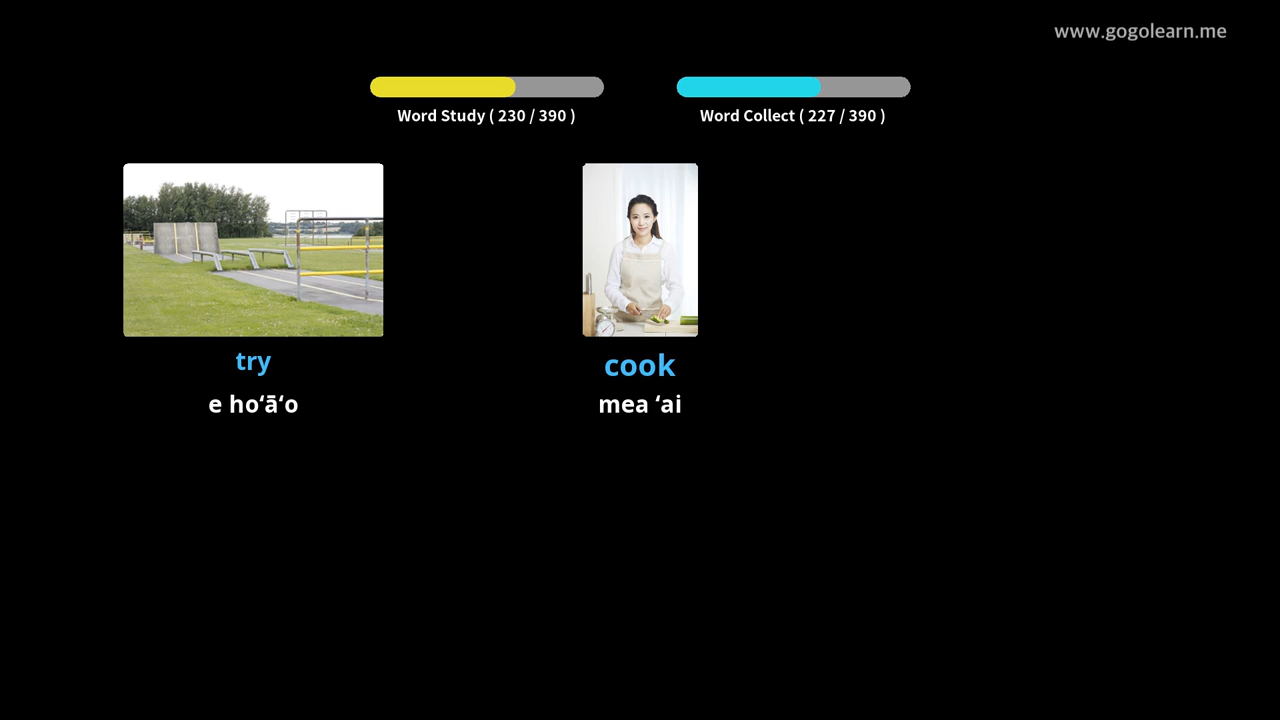 www.gogolearn.me
Word Study ( 230 / 390 )
Word Collect ( 227 / 390 )
try
e hoʻāʻo
cook
mea ʻai